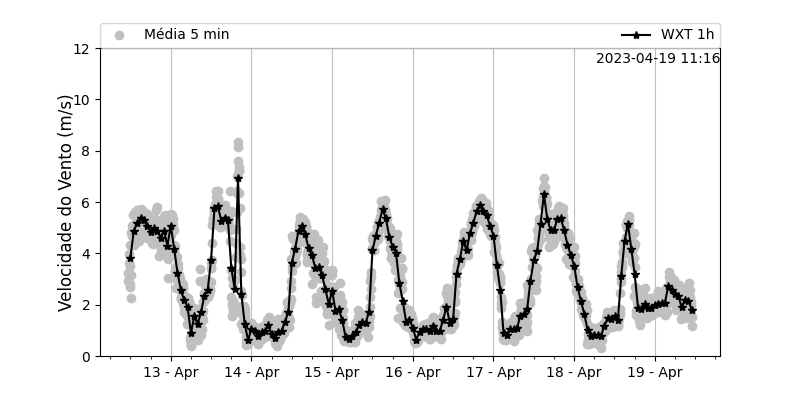 Média 5 min
WXT 1h
2023-04-19 11:16
Velocidade do Vento (m/s)
12
10
8
6
4
2
0
13 - Apr
14 - Apr
15 - Apr
16 - Apr
17 - Apr
18 - Apr
19 - Apr